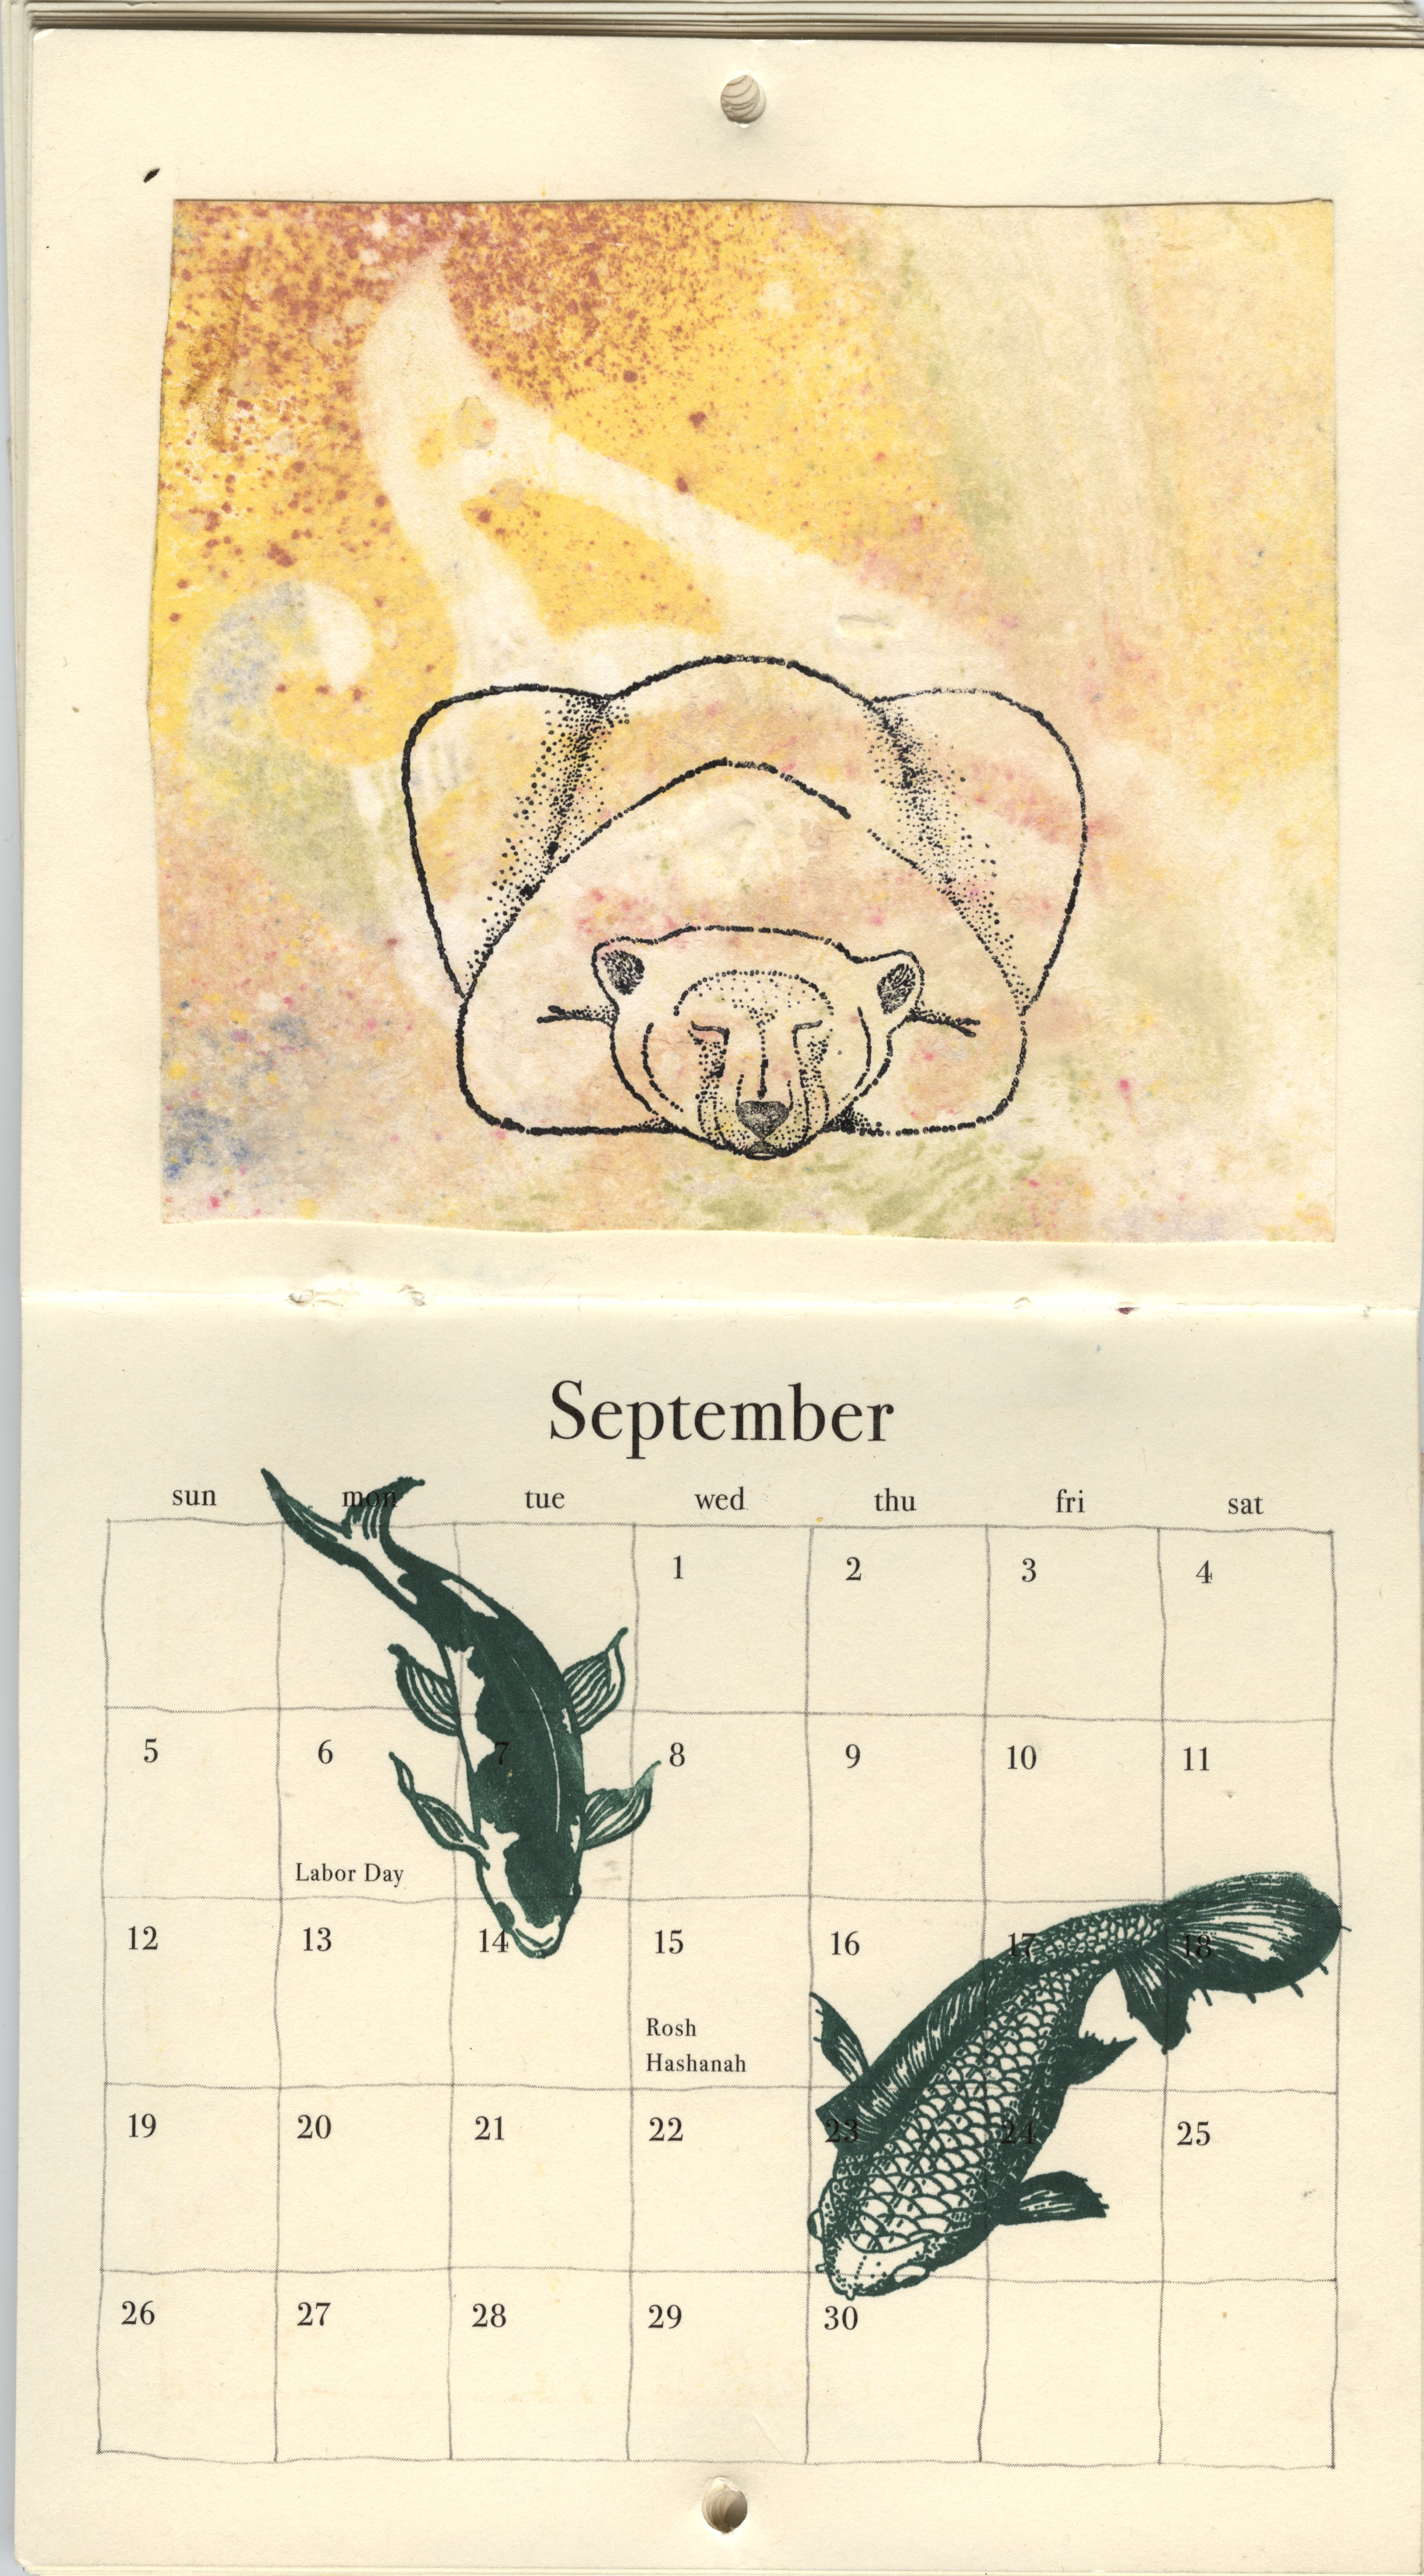 September
sun mon tue wed thu fri sat
1 2 3 4
5 6 7 8 9 10 11
Labor Day
12 13 14 15 16 17 18
Rosh
Hashanah
19 20 21 22 23 24 25
26 27 28 29 30